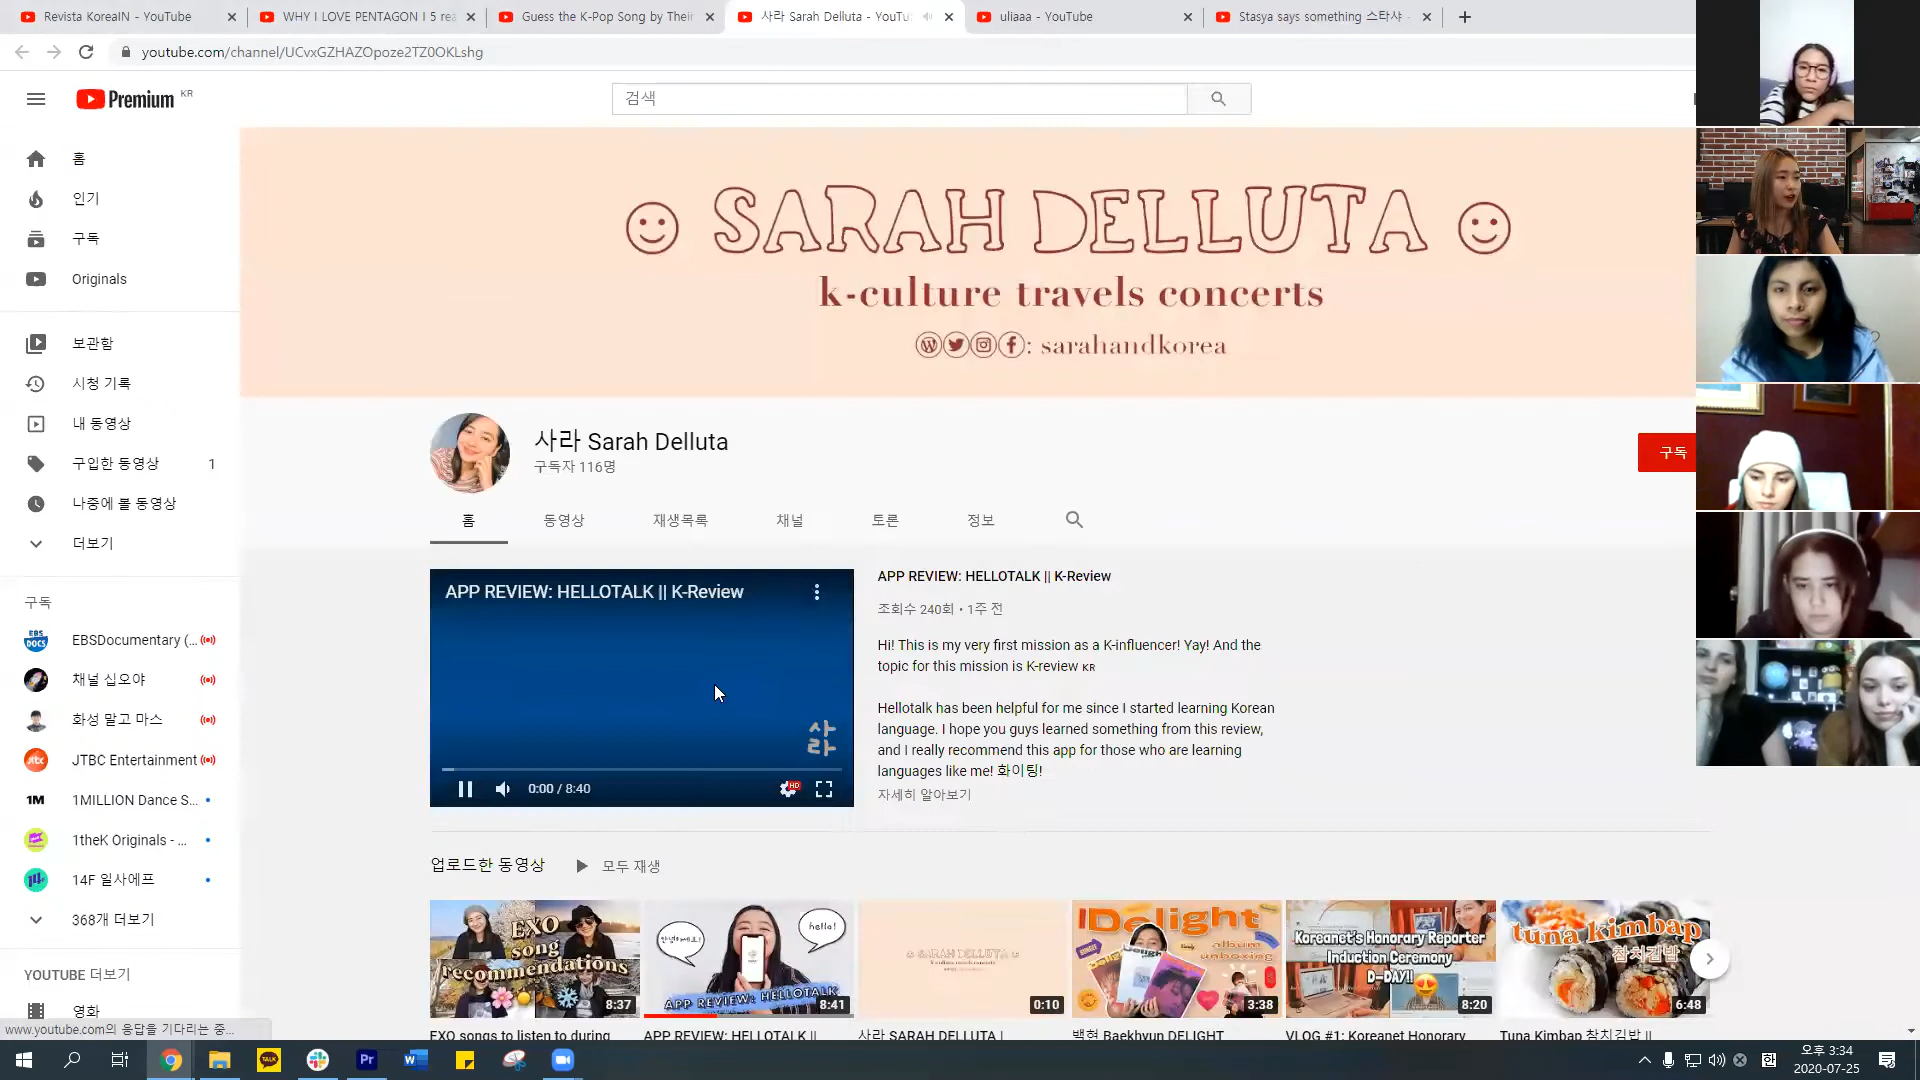 Revista KoreaIN - YouTube
WHY I LOVE PENTAGON I 5 rea
Guess the K-Pop Song by Their
사라 Sarah Delluta - YouTu
uliaaa - YouTube
Stasya says something 스타샤
youtube.com/channel/UCvxGZHAZOpoze2TZ0OKLshg
Premium KR
검색
홈
인기
구독
Originals
보관함
시청 기록
내 동영상
구입한 동영상 1
나중에 볼 동영상
더보기
구독
EBSDocumentary (...
채널 십오야
화성 말고 마스
JTBC Entertainment
1MILLION Dance S...
1theK Originals - ...
14F 일사에프
368개 더보기
YOUTUBE 더보기
영화
www.youtube.com의 응답을 기다리는 중...
SARAH DELLUTA
k-culture travels concerts
: sarahandkorea
사라 Sarah Delluta
구독자 116명
구독
홈 동영상 재생목록 채널 토론 정보
APP REVIEW: HELLOTALK || K-Review
사라
0:00 / 8:40
HD
APP REVIEW: HELLOTALK || K-Review
조회수 240회 • 1주 전
Hi! This is my very first mission as a K-influencer! Yay! And the
topic for this mission is K-review KR
Hellotalk has been helpful for me since I started learning Korean
language. I hope you guys learned something from this review,
and I really recommend this app for those who are learning
languages like me! 화이팅!
자세히 알아보기
업로드한 동영상 ▶ 모두 재생
EXO
song
recommendations
8:37
안녕하세요!
hello!
APP REVIEW: HELLOTALK
8:41
SARAH DELLUTA
0:10
Delight
album
unboxing
3:38
Koreanet's Honorary Reporter
Induction Ceremony
D-DAY!!
8:20
tuna kimbap
참치김밥
6:48
EXO songs to listen to during
APP REVIEW: HELLOTALK ||
사라 SARAH DELLUTA |
백현 Baekhyun DELIGHT
VLOG #1: Koreanet Honorary
Tuna Kimbap 참치김밥 ||
오후 3:34
2020-07-25